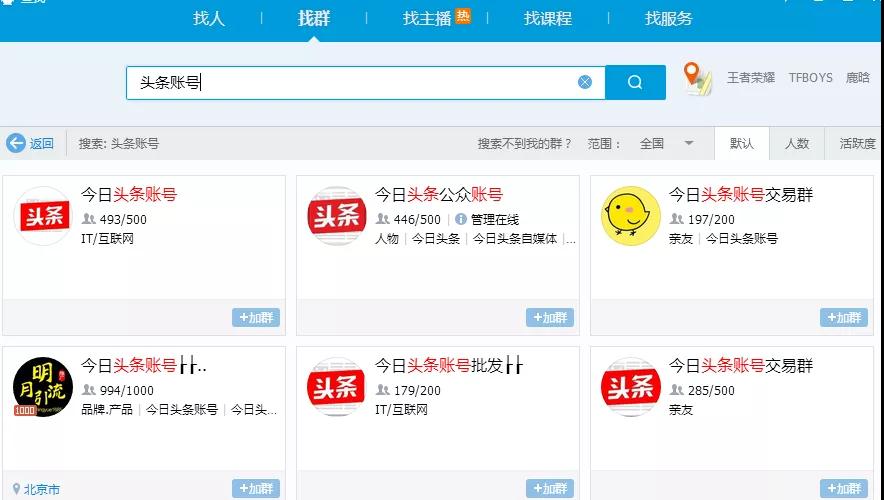 找人 找群 找主播 热 找课程 找服务
头条账号 王者荣耀 TFBOYS 鹿晗
返回 搜索: 头条账号 搜索不到我的群? 范围: 全国 默认 人数 活跃度
今日头条账号
493/500
IT/互联网
头条
+加群
今日头条公众账号
446/500 管理在线
人物 今日头条 今日头条自媒体 ...
头条
+加群
今日头条账号交易群
197/200
亲友 今日头条账号
+加群
今日头条账号┝┝..
994/1000
品牌.产品 今日头条账号 今日头...
明月引流
1000
北京市 +加群
今日头条账号批发┝┝
179/200
IT/互联网
头条
+加群
今日头条账号交易群
285/500
亲友
头条
+加群